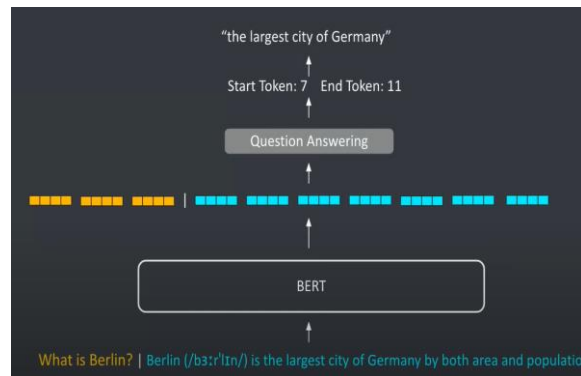 “the largest city of Germany”
Start Token: 7 End Token: 11
Question Answering
|
BERT
What is Berlin? | Berlin (/bɜːrˈlɪn/) is the largest city of Germany by both area and populatio